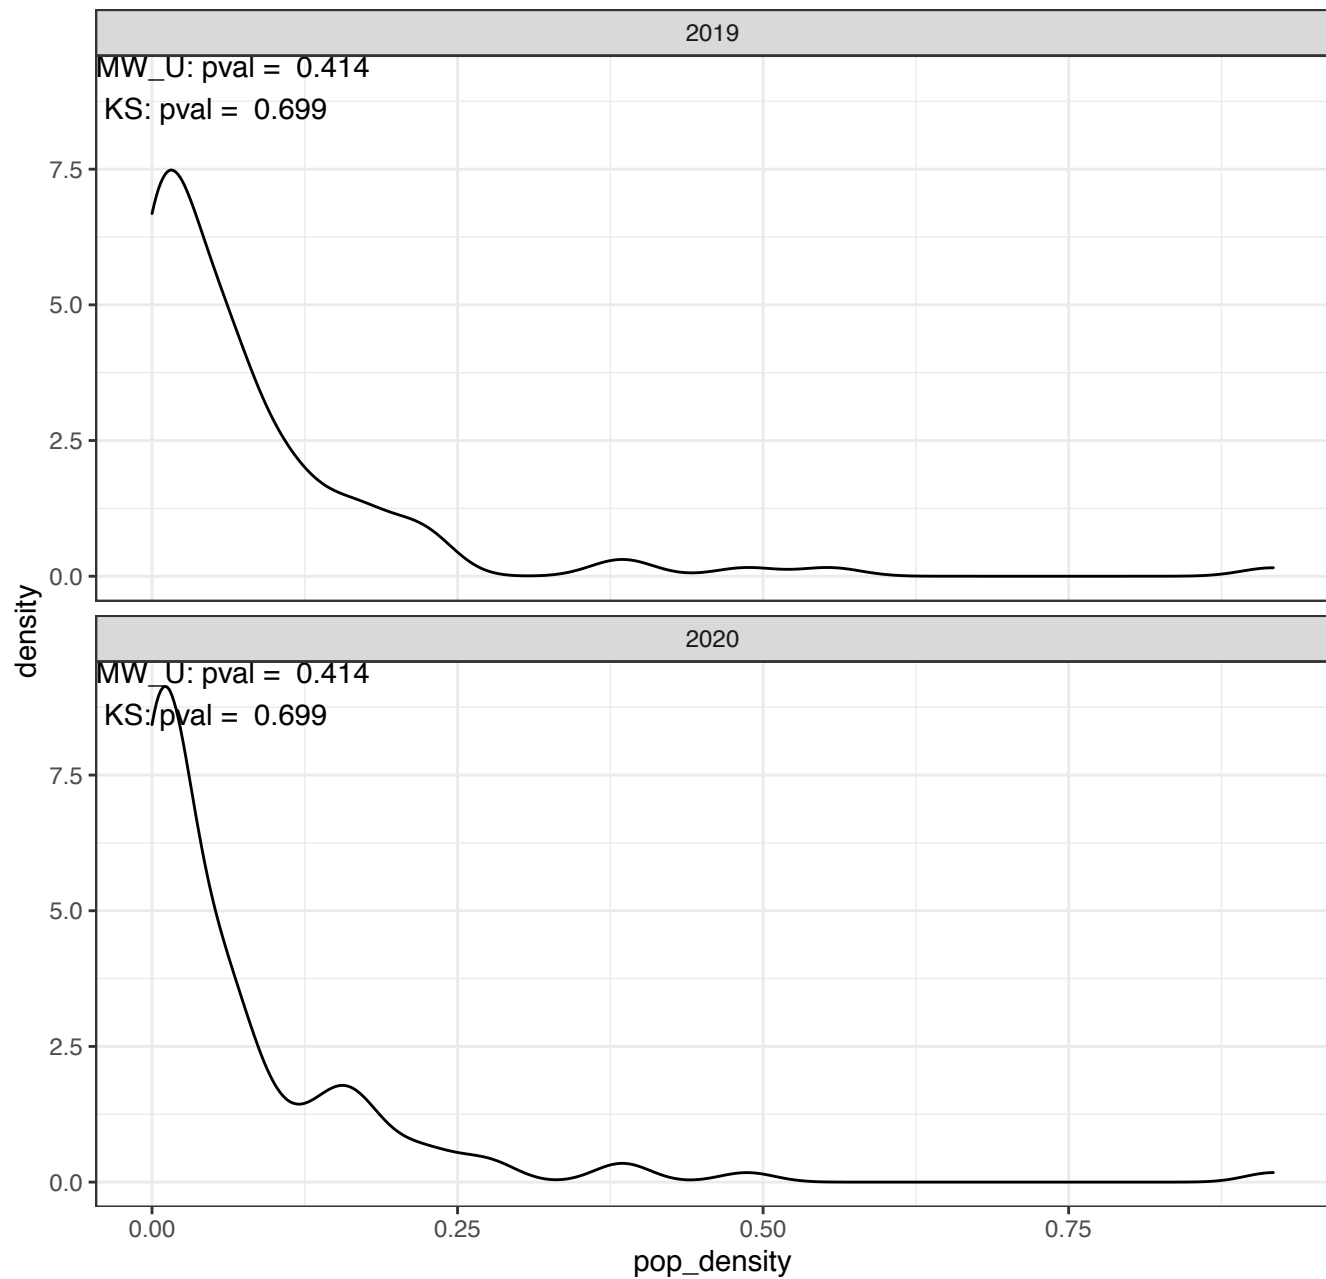 2019
MW_U: pval = 0.414
KS: pval = 0.699
7.5
5.0
2.5
0.0
density
2020
MW_U: pval = 0.414
KS: pval = 0.699
7.5
5.0
2.5
0.0
0.00 0.25 0.50 0.75
pop_density